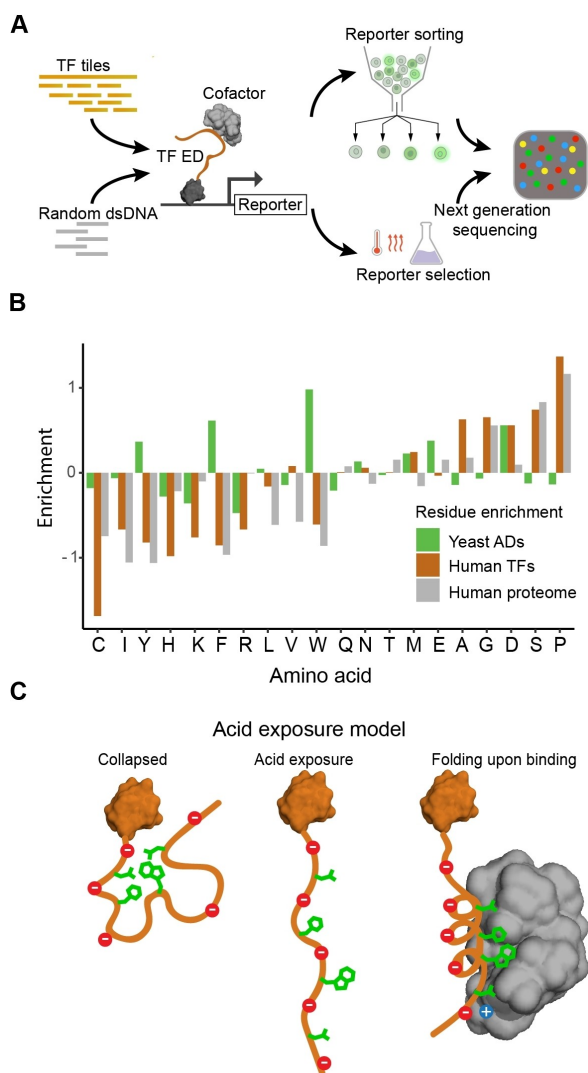 A
TF tiles
Reporter sorting
Cofactor
TF ED
Random dsDNA
Reporter
Next generation
sequencing
Reporter selection
B
Enrichment
1
0
-1
Residue enrichment
Yeast ADs
Human TFs
Human proteome
C I Y H K F R L V W Q N T M E A G D S P
Amino acid
C
Acid exposure model
Collapsed
Acid exposure
Folding upon binding
− − − − −
− − − − −
− − − − −
+